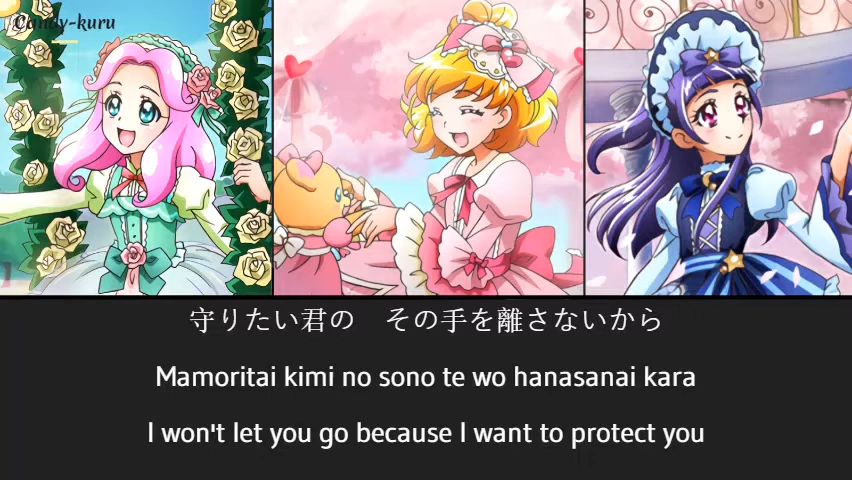 Candy-kuru
守りたい君の　その手を離さないから
Mamoritai kimi no sono te wo hanasanai kara
I won't let you go because I want to protect you